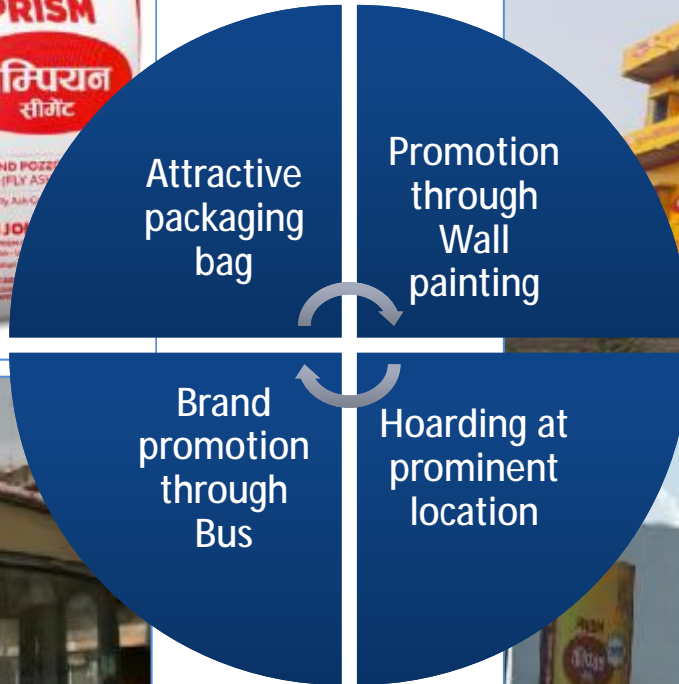 PRISM
म्पियन
सीमेंट
Attractive
packaging
bag
Promotion
through
Wall
painting
Brand
promotion
through
Bus
Hoarding at
prominent
location